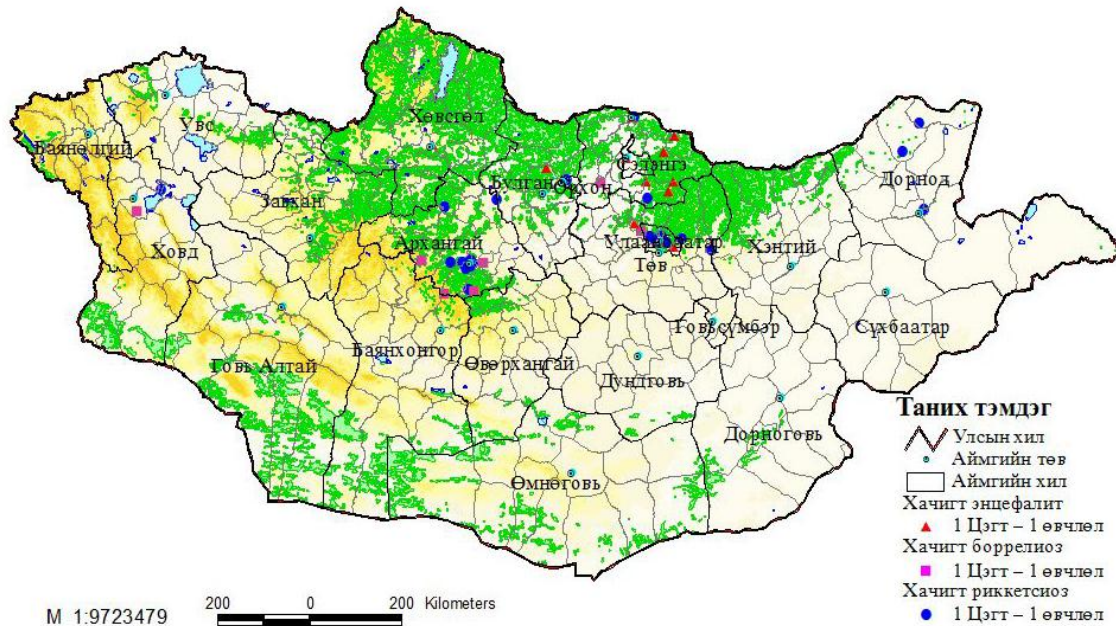 Хөвсгөл
Увс
Баянөлгий
Сэлэнгэ
Булган
Орхон
Дорнод
Завхан
Ховд
Архангай
Улаанбаатар
Хэнтий
Төв
Говьсүмбэр
Сүхбаатар
Баянхонгор
Говь Алтай
Өвөрхангай
Дундговь
Дорноговь
Өмнөговь
Таних тэмдэг
Улсын хил
Аймгийн төв
Аймгийн хил
Хачигт энцефалит
1 Цэгт – 1 өвчлөл
Хачигт боррелиоз
1 Цэгт – 1 өвчлөл
Хачигт риккетсиоз
1 Цэгт – 1 өвчлөл
M 1:9723479
200 0 200 Kilometers